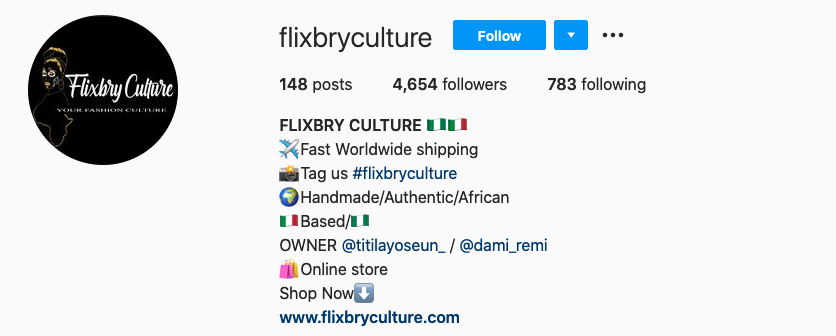 flixbryculture Follow
148 posts 4,654 followers 783 following
Flixbry Culture
YOUR FASHION CULTURE
FLIXBRY CULTURE 🇳🇬🇮🇹
✈️Fast Worldwide shipping
📸Tag us #flixbryculture
🌍Handmade/Authentic/African
🇮🇹Based/🇳🇬
OWNER @titilayoseun_ / @dami_remi
🛍️Online store
Shop Now⬇️
www.flixbryculture.com